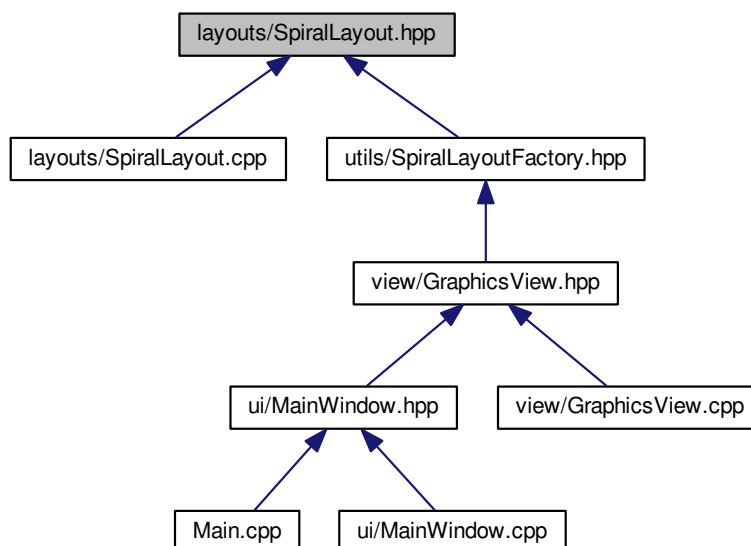 layouts/SpiralLayout.hpp
layouts/SpiralLayout.cpp
utils/SpiralLayoutFactory.hpp
view/GraphicsView.hpp
ui/MainWindow.hpp
view/GraphicsView.cpp
Main.cpp
ui/MainWindow.cpp